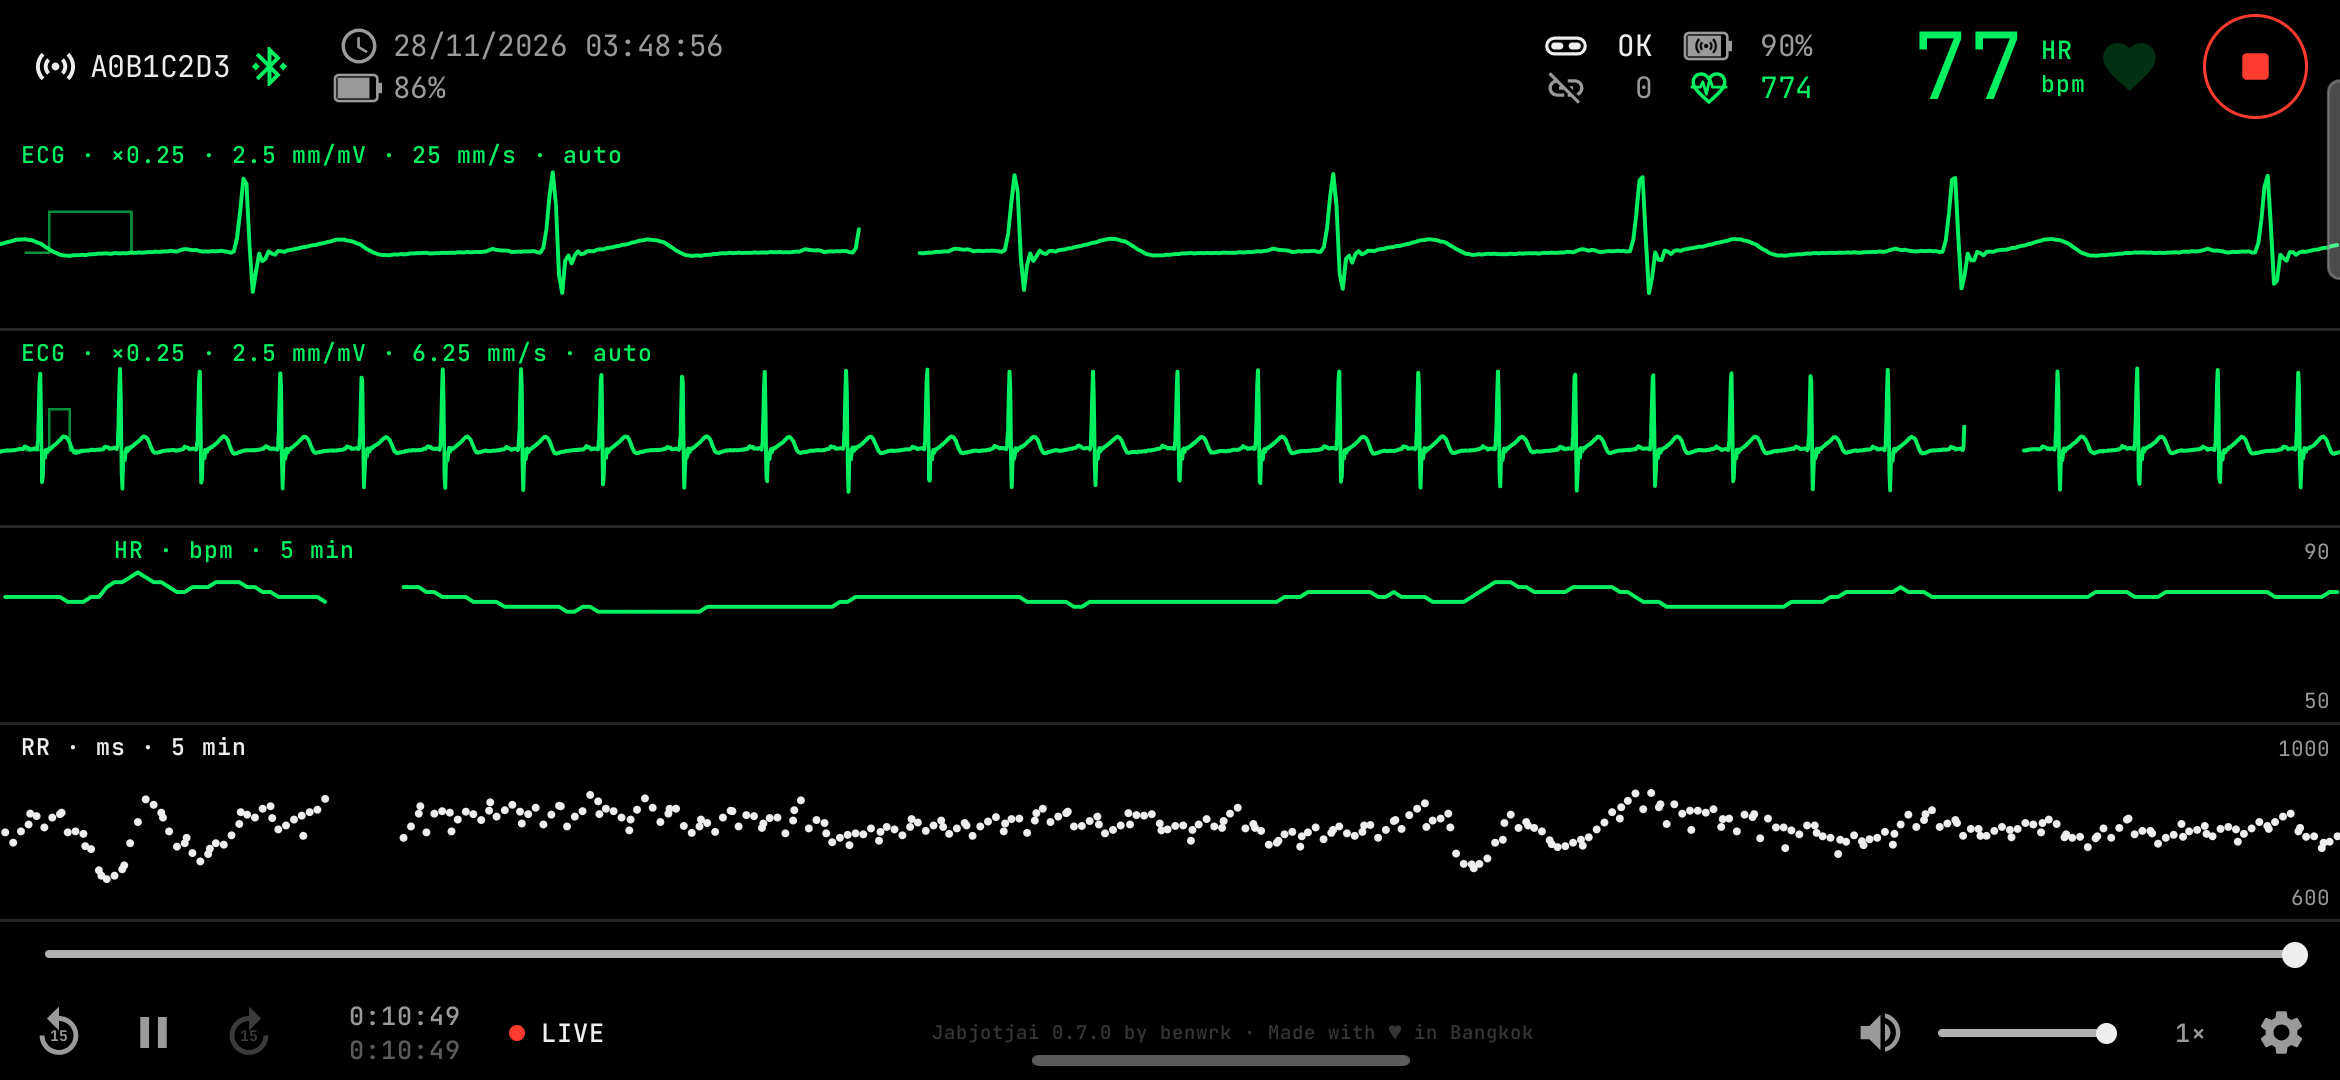 A0B1C2D3
28/11/2026 03:48:56
86%
OK
90%
0
774
77
HR
bpm
ECG · ×0.25 · 2.5 mm/mV · 25 mm/s · auto
ECG · ×0.25 · 2.5 mm/mV · 6.25 mm/s · auto
HR · bpm · 5 min
90
50
RR · ms · 5 min
1000
600
15
15
0:10:49
0:10:49
LIVE
Jabjotjai 0.7.0 by benwrk · Made with ♥ in Bangkok
1×